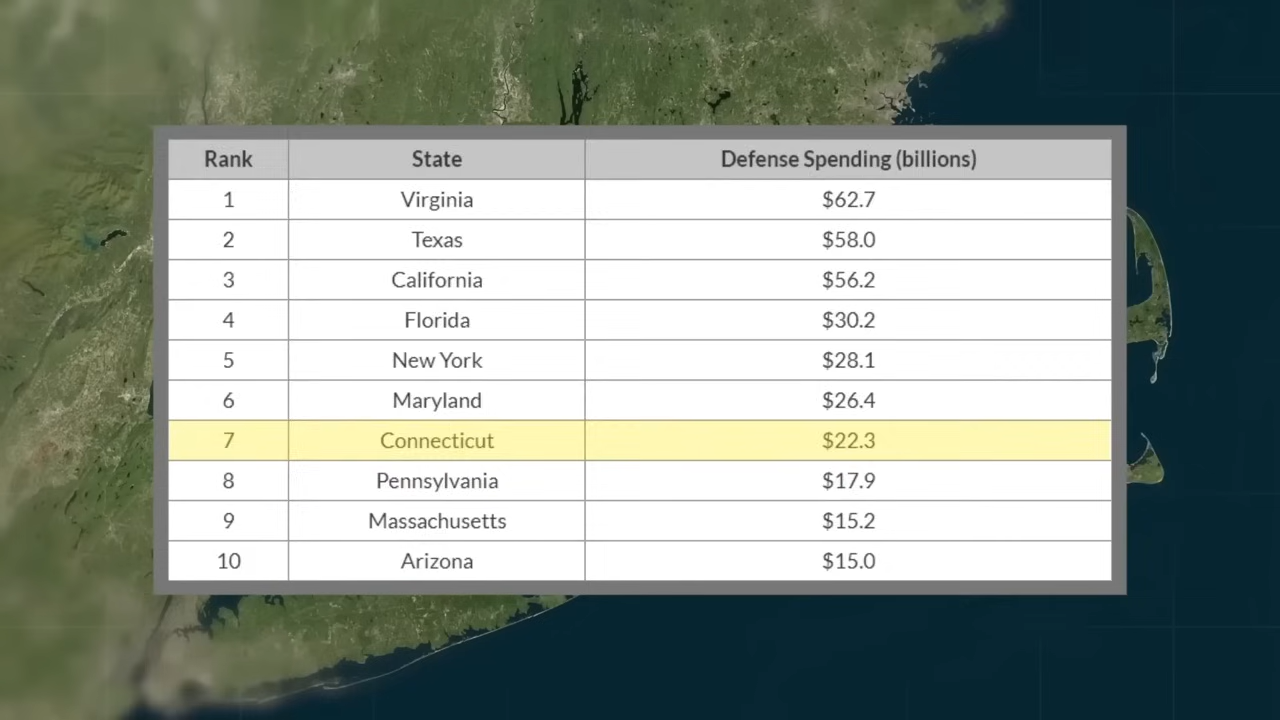 Rank State Defense Spending (billions)
1 Virginia $62.7
2 Texas $58.0
3 California $56.2
4 Florida $30.2
5 New York $28.1
6 Maryland $26.4
7 Connecticut $22.3
8 Pennsylvania $17.9
9 Massachusetts $15.2
10 Arizona $15.0